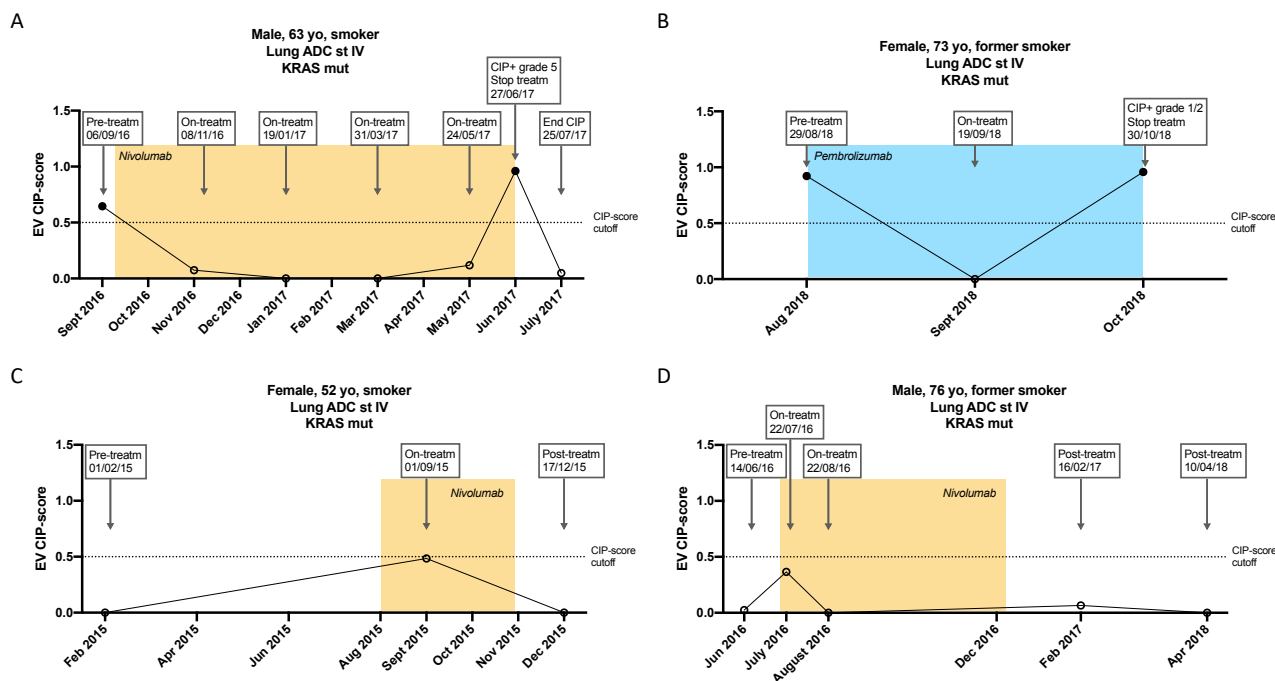 A
Male, 63 yo, smoker
Lung ADC st IV
KRAS mut
CIP+ grade 5
Stop treatm
27/06/17
Pre-treatm
06/09/16
On-treatm
08/11/16
On-treatm
19/01/17
On-treatm
31/03/17
On-treatm
24/05/17
End CIP
25/07/17
Nivolumab
EV CIP-score
1.5
1.0
0.5
0.0
CIP-score
cutoff
Sept 2016
Oct 2016
Nov 2016
Dec 2016
Jan 2017
Feb 2017
Mar 2017
Apr 2017
May 2017
Jun 2017
July 2017
B
Female, 73 yo, former smoker
Lung ADC st IV
KRAS mut
Pre-treatm
29/08/18
On-treatm
19/09/18
CIP+ grade 1/2
Stop treatm
30/10/18
Pembrolizumab
EV CIP-score
1.5
1.0
0.5
0.0
CIP-score
cutoff
Aug 2018
Sept 2018
Oct 2018
C
Female, 52 yo, smoker
Lung ADC st IV
KRAS mut
Pre-treatm
01/02/15
On-treatm
01/09/15
Post-treatm
17/12/15
Nivolumab
EV CIP-score
1.5
1.0
0.5
0.0
CIP-score
cutoff
Feb 2015
Apr 2015
Jun 2015
Aug 2015
Sept 2015
Oct 2015
Nov 2015
Dec 2015
D
Male, 76 yo, former smoker
Lung ADC st IV
KRAS mut
On-treatm
22/07/16
Pre-treatm
14/06/16
On-treatm
22/08/16
Post-treatm
16/02/17
Post-treatm
10/04/18
Nivolumab
EV CIP-score
1.5
1.0
0.5
0.0
CIP-score
cutoff
Jun 2016
July 2016
August 2016
Dec 2016
Feb 2017
Apr 2018